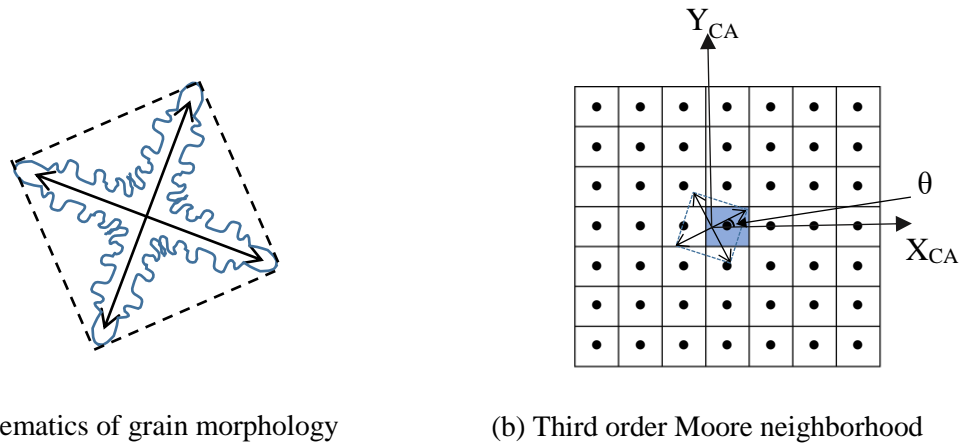 Y_CA
θ
X_CA
ematics of grain morphology
(b) Third order Moore neighborhood